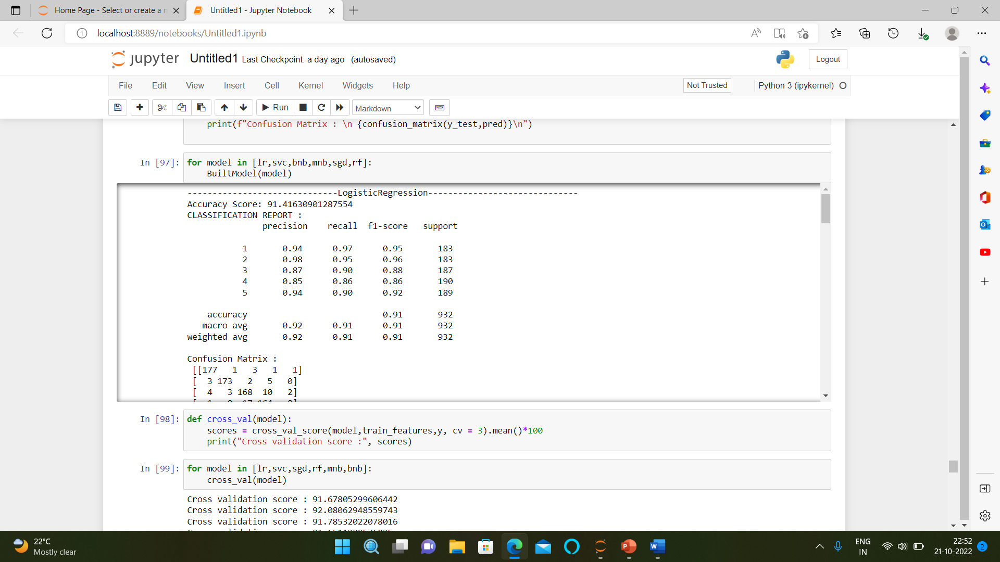 Home Page - Select or create a n
Untitled1 - Jupyter Notebook
localhost:8889/notebooks/Untitled1.ipynb
jupyter Untitled1 Last Checkpoint: a day ago (autosaved)
Logout
File Edit View Insert Cell Kernel Widgets Help
Not Trusted
Python 3 (ipykernel)
Run
Markdown
print(f"Confusion Matrix : \n {confusion_matrix(y_test,pred)}\n")
In [97]: for model in [lr,svc,bnb,mnb,sgd,rf]:
BuiltModel(model)
------------------------------LogisticRegression------------------------------
Accuracy Score: 91.41630901287554
CLASSIFICATION REPORT :
precision recall f1-score support
1 0.94 0.97 0.95 183
2 0.98 0.95 0.96 183
3 0.87 0.90 0.88 187
4 0.85 0.86 0.86 190
5 0.94 0.90 0.92 189
accuracy 0.91 932
macro avg 0.92 0.91 0.91 932
weighted avg 0.92 0.91 0.91 932
Confusion Matrix :
[[177 1 3 1 1]
[ 3 173 2 5 0]
[ 4 3 168 10 2]
In [98]: def cross_val(model):
scores = cross_val_score(model,train_features,y, cv = 3).mean()*100
print("Cross validation score :", scores)
In [99]: for model in [lr,svc,sgd,rf,mnb,bnb]:
cross_val(model)
Cross validation score : 91.67805299606442
Cross validation score : 92.08062948559743
Cross validation score : 91.78532022078016
22°C
Mostly clear
ENG
IN
22:52
21-10-2022
2